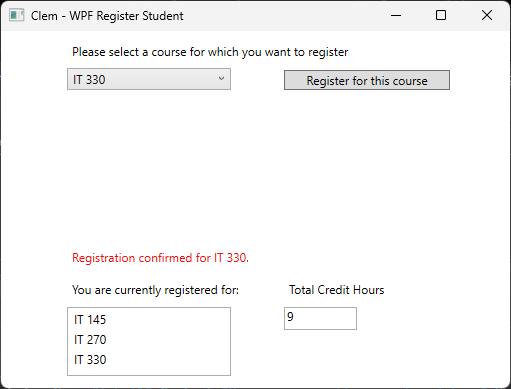 Clem - WPF Register Student
Please select a course for which you want to register
IT 330
Register for this course
Registration confirmed for IT 330.
You are currently registered for:
Total Credit Hours
IT 145
9
IT 270
IT 330